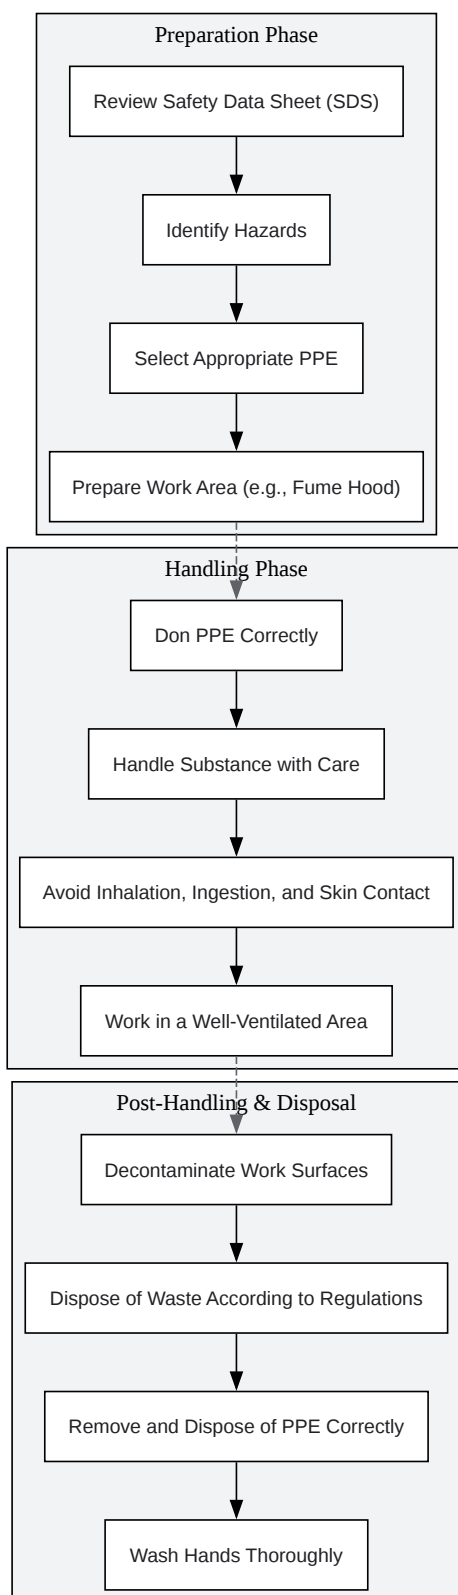 Preparation Phase
Review Safety Data Sheet (SDS)
Identify Hazards
Select Appropriate PPE
Prepare Work Area (e.g., Fume Hood)
Handling Phase
Don PPE Correctly
Handle Substance with Care
Avoid Inhalation, Ingestion, and Skin Contact
Work in a Well-Ventilated Area
Post-Handling & Disposal
Decontaminate Work Surfaces
Dispose of Waste According to Regulations
Remove and Dispose of PPE Correctly
Wash Hands Thoroughly